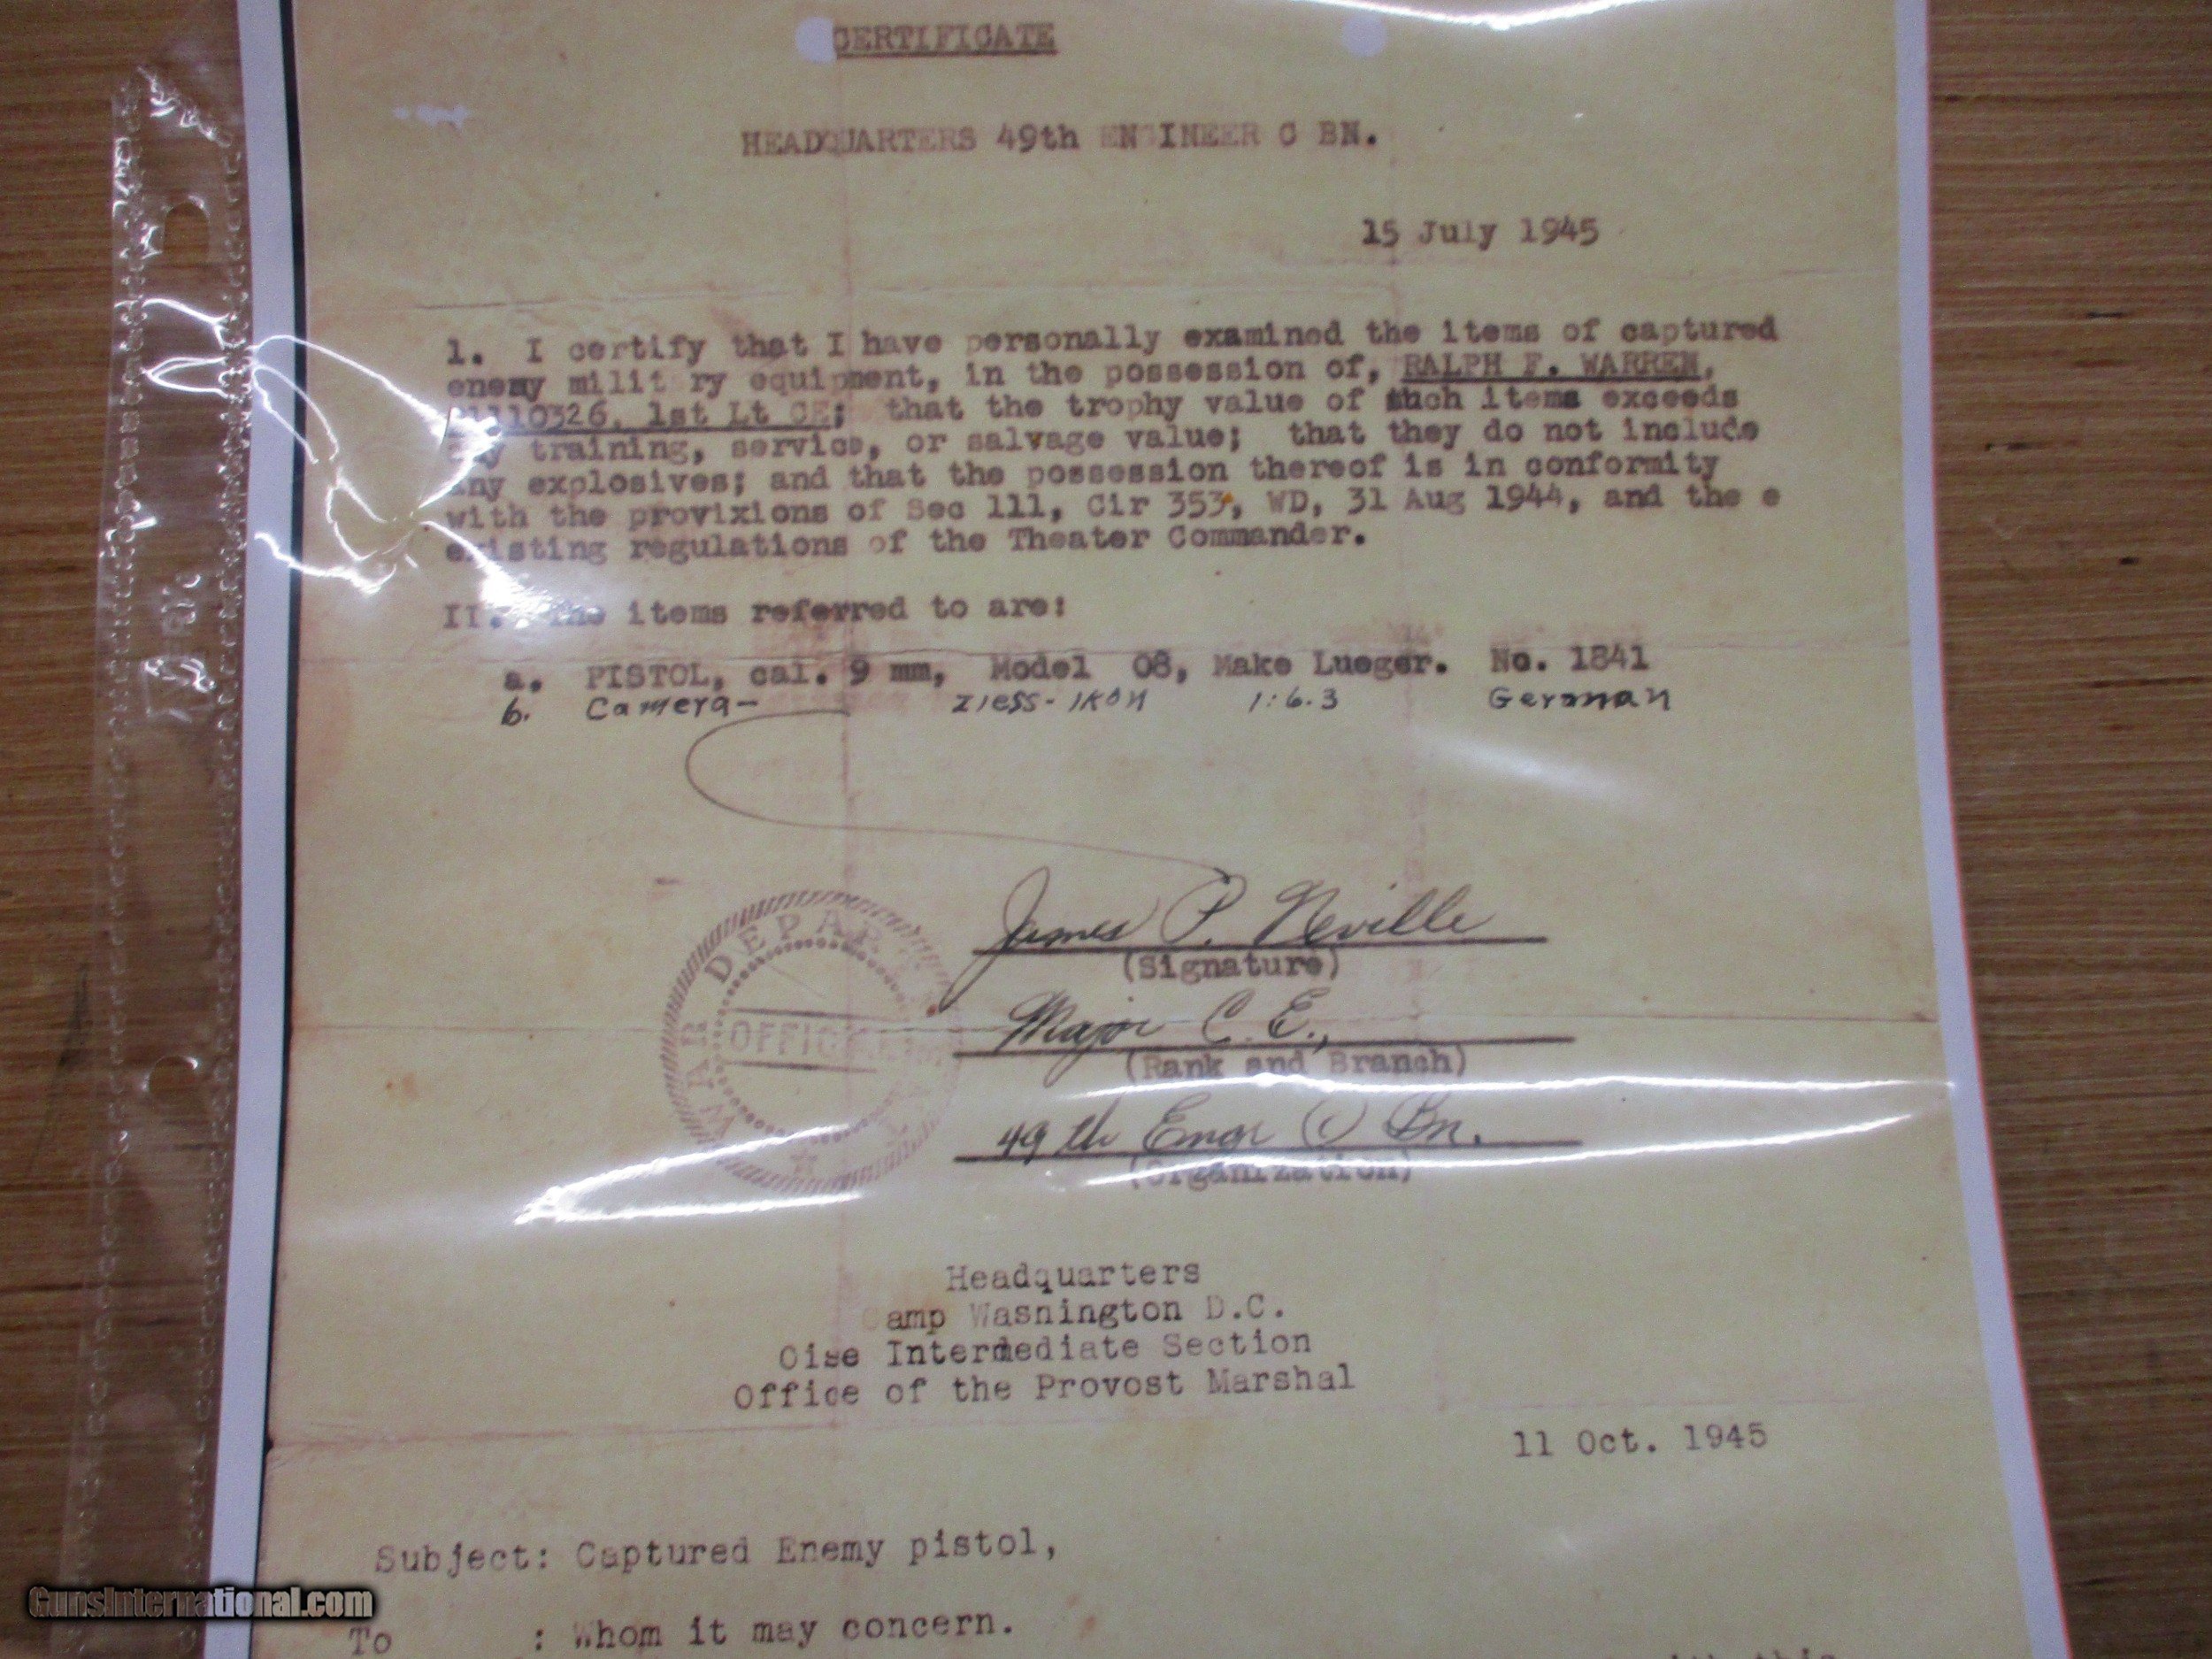 CERTIFICATE
HEADQUARTERS 49th ENGINEER C BN.
15 July 1945
1. I certify that I have personally examined the items of captured
enemy military equipment, in the possession of, RALPH F. WARREN,
1st Lt CE; that the trophy value of such items exceeds
training, service, or salvage value; that they do not include
any explosives; and that the possession thereof is in conformity
with the provixions of Sec 111, Cir 353, WD, 31 Aug 1944, and the e
existing regulations of the Theater Commander.
II. The items referred to are:
a. PISTOL, cal. 9 mm, Model 08, Make Lueger. No. 1841
b. Camera- Ziess-Ikon 1:6.3 German
James P. Neville
(Signature)
Major C.E.,
(Rank and Branch)
49th Engr (C) Bn.
(Organization)
WAR DEPARTMENT
OFFICIAL
Headquarters
Camp Wasnington D.C.
Oise Intermediate Section
Office of the Provost Marshal
11 Oct. 1945
Subject: Captured Enemy pistol,
To : Whom it may concern.
GunsInternational.com